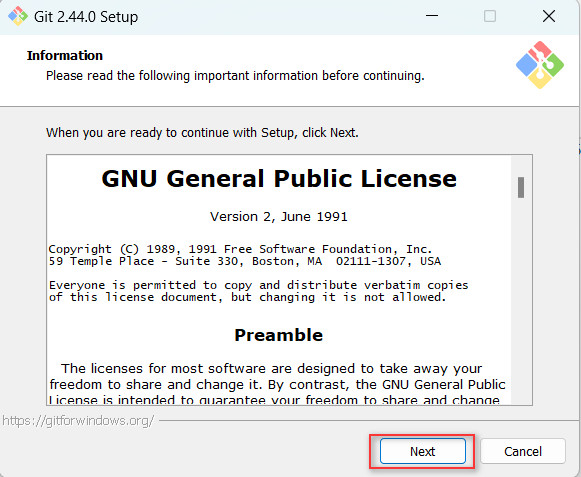 Git 2.44.0 Setup
Information
Please read the following important information before continuing.
When you are ready to continue with Setup, click Next.
GNU General Public License
Version 2, June 1991
Copyright (C) 1989, 1991 Free Software Foundation, Inc.
59 Temple Place - Suite 330, Boston, MA  02111-1307, USA
Everyone is permitted to copy and distribute verbatim copies
of this license document, but changing it is not allowed.
Preamble
The licenses for most software are designed to take away your
freedom to share and change it. By contrast, the GNU General Public
License is intended to guarantee your freedom to share and change
https://gitforwindows.org/
Next
Cancel